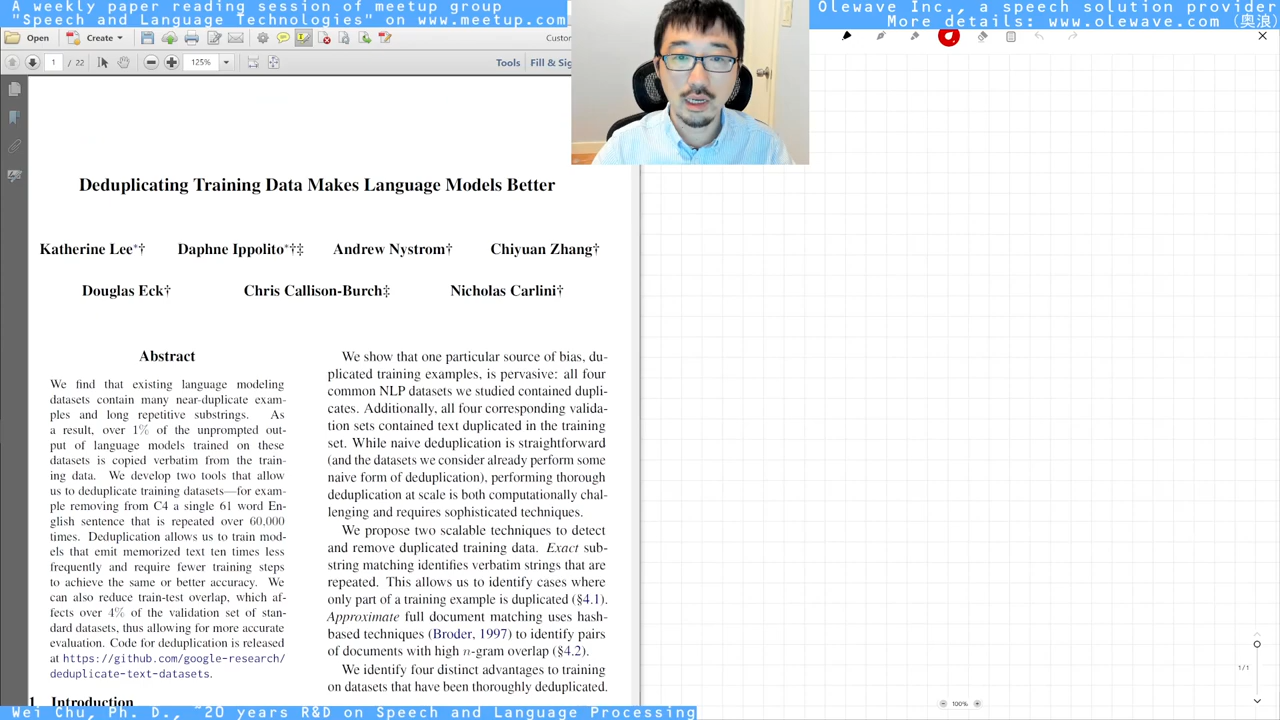 A weekly paper reading session of meetup group
"Speech and Language Technologies" on www.meetup.com
Olewave Inc., a speech solution provider
More details: www.olewave.com (奥浪)
Open
Create
Custom
1 / 22
125%
Tools
Fill & Sig
Deduplicating Training Data Makes Language Models Better
Katherine Lee*† Daphne Ippolito*†‡ Andrew Nystrom† Chiyuan Zhang†
Douglas Eck† Chris Callison-Burch‡ Nicholas Carlini†
Abstract
We find that existing language modeling
datasets contain many near-duplicate exam-
ples and long repetitive substrings. As
a result, over 1% of the unprompted out-
put of language models trained on these
datasets is copied verbatim from the train-
ing data. We develop two tools that allow
us to deduplicate training datasets—for exam-
ple removing from C4 a single 61 word En-
glish sentence that is repeated over 60,000
times. Deduplication allows us to train mod-
els that emit memorized text ten times less
frequently and require fewer training steps
to achieve the same or better accuracy. We
can also reduce train-test overlap, which af-
fects over 4% of the validation set of stan-
dard datasets, thus allowing for more accurate
evaluation. Code for deduplication is released
at https://github.com/google-research/
deduplicate-text-datasets.
1. Introduction
We show that one particular source of bias, du-
plicated training examples, is pervasive: all four
common NLP datasets we studied contained dupli-
cates. Additionally, all four corresponding valida-
tion sets contained text duplicated in the training
set. While naive deduplication is straightforward
(and the datasets we consider already perform some
naive form of deduplication), performing thorough
deduplication at scale is both computationally chal-
lenging and requires sophisticated techniques.
We propose two scalable techniques to detect
and remove duplicated training data. Exact sub-
string matching identifies verbatim strings that are
repeated. This allows us to identify cases where
only part of a training example is duplicated (§4.1).
Approximate full document matching uses hash-
based techniques (Broder, 1997) to identify pairs
of documents with high n-gram overlap (§4.2).
We identify four distinct advantages to training
on datasets that have been thoroughly deduplicated.
1/1
100%
Wei Chu, Ph. D., ~20 years R&D on Speech and Language Processing